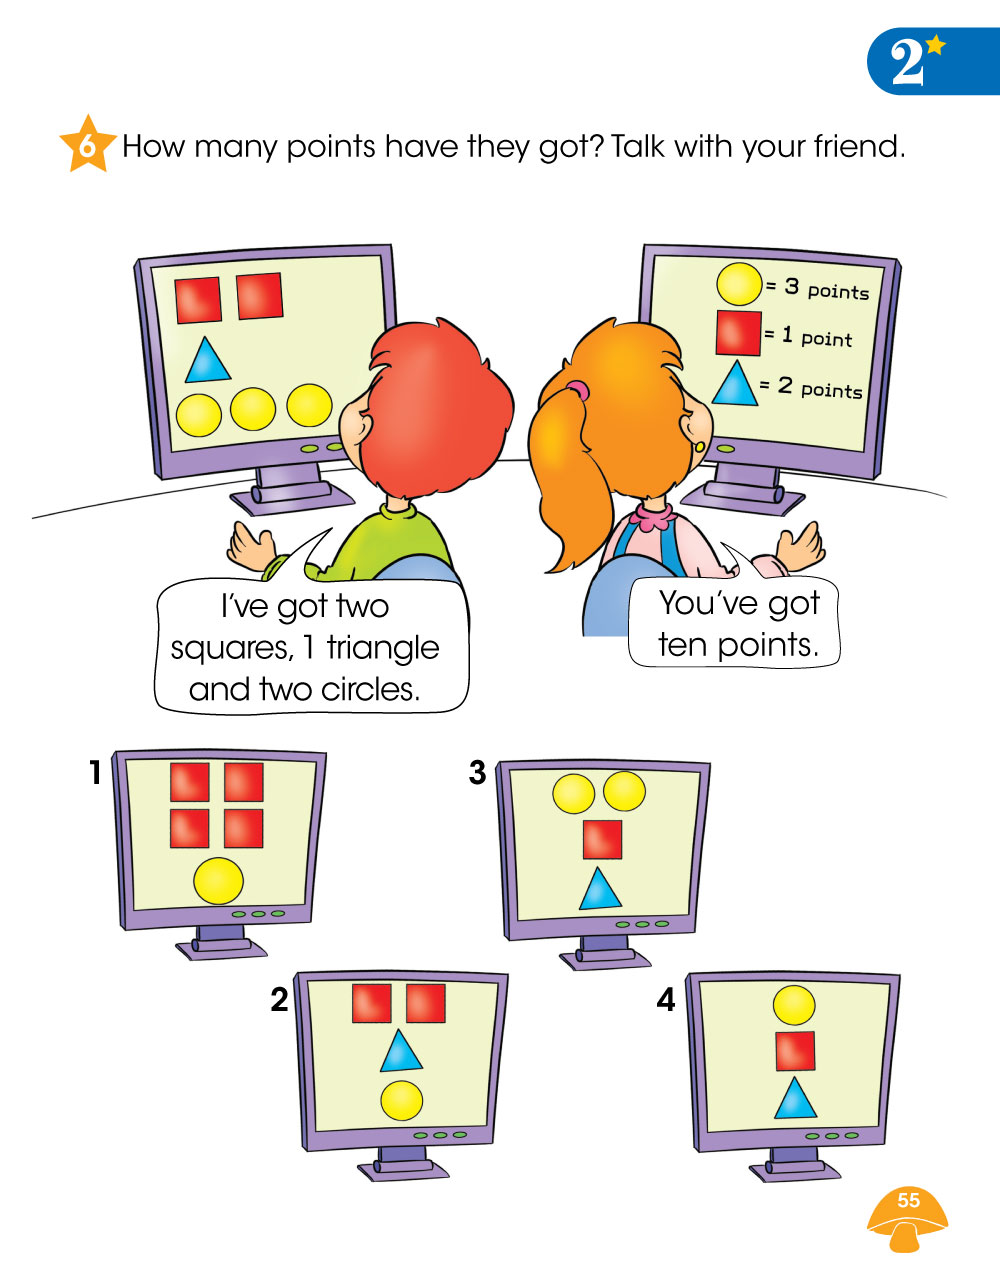 2
6 How many points have they got? Talk with your friend.
= 3 points
= 1 point
= 2 points
I've got two
squares, 1 triangle
and two circles.
You've got
ten points.
1
3
2
4
55